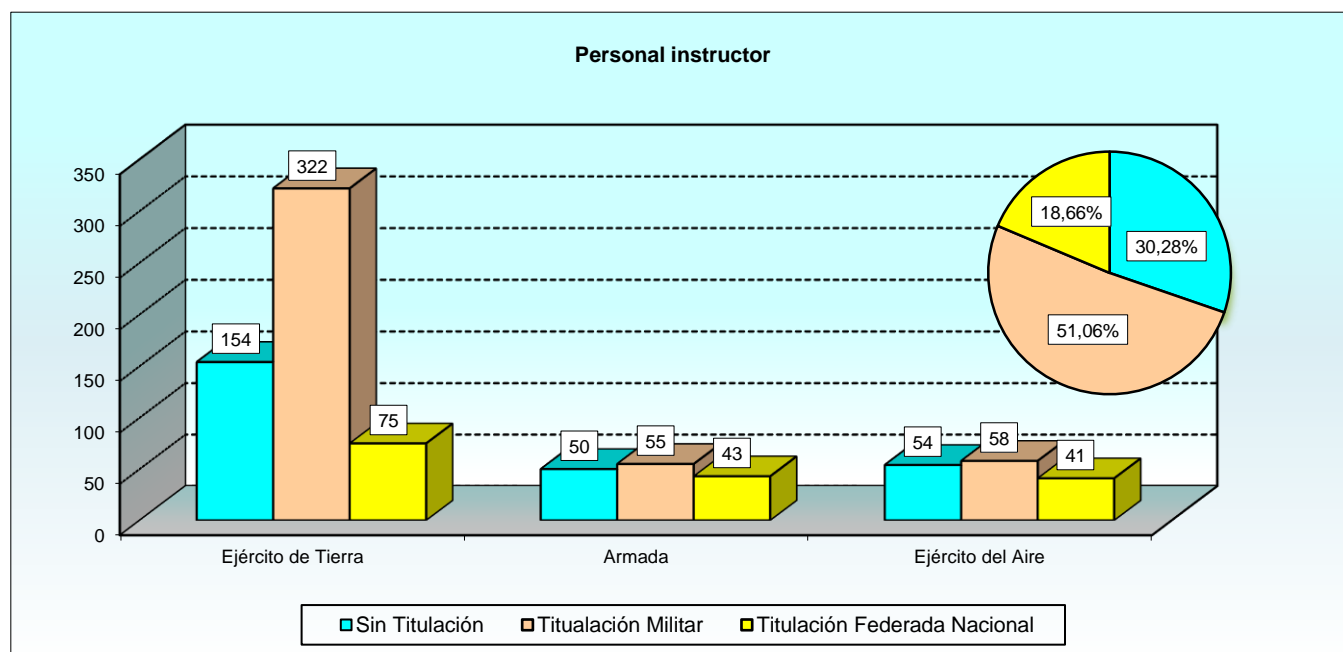 Personal instructor
350
300
250
200
150
100
50
0
154
322
75
50
55
43
54
58
41
18,66%
30,28%
51,06%
Ejército de Tierra
Armada
Ejército del Aire
Sin Titulación
Titualación Militar
Titulación Federada Nacional